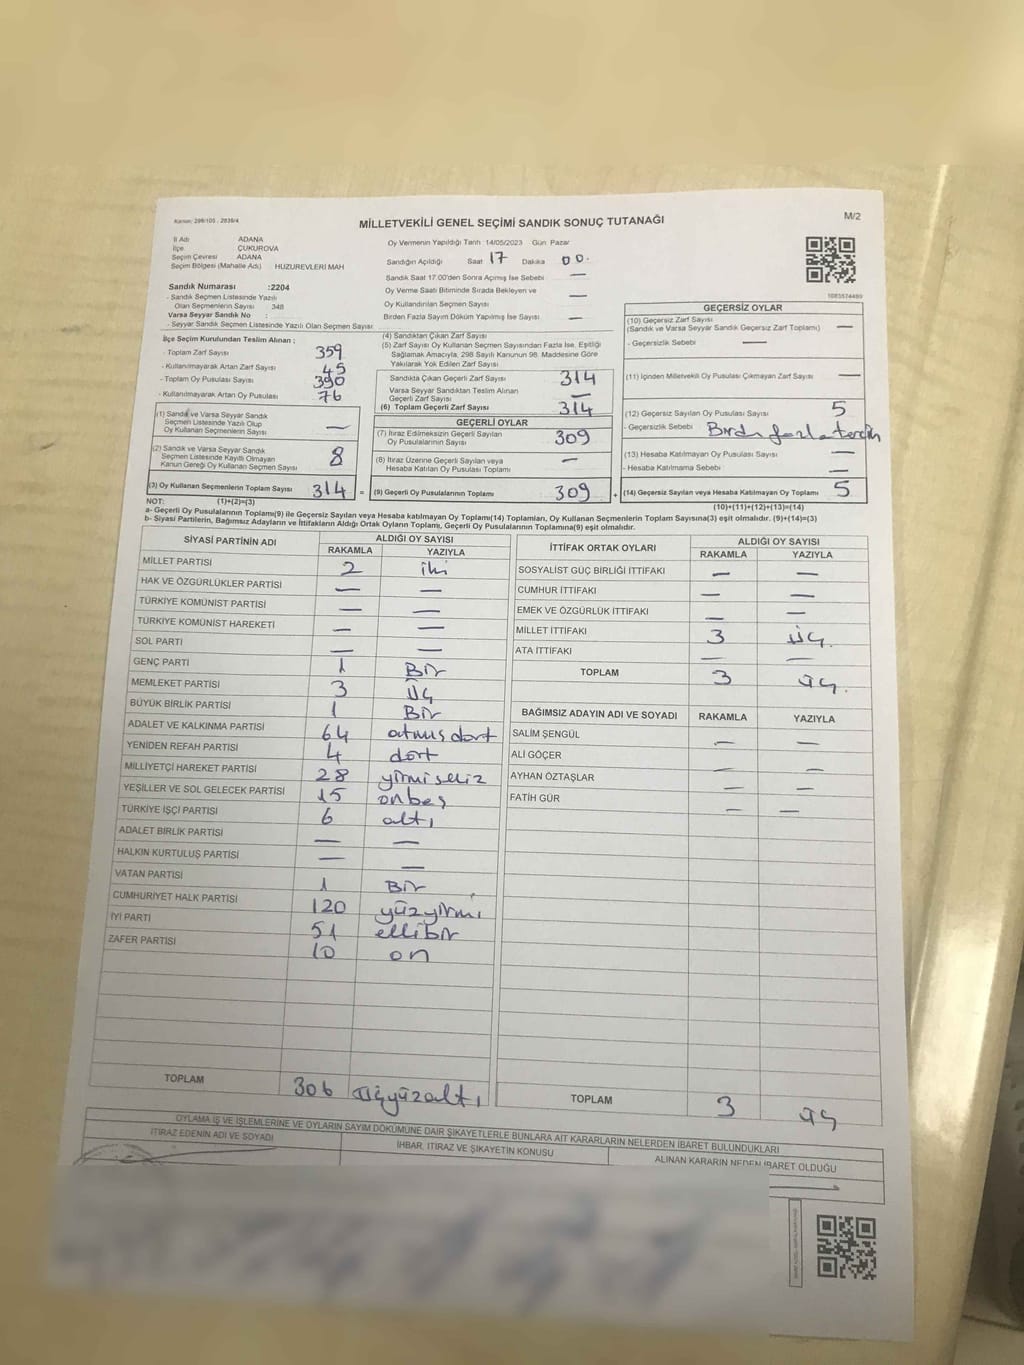 Kanun: 298/105 , 2839/4
MİLLETVEKİLİ GENEL SEÇİMİ SANDIK SONUÇ TUTANAĞI
M/2
İl Adı ADANA
İlçe ÇUKUROVA
Seçim Çevresi ADANA
Seçim Bölgesi (Mahalle Adı) HUZUREVLERİ MAH
Oy Vermenin Yapıldığı Tarih 14/05/2023 Gün Pazar
Sandığın Açıldığı Saat 17 Dakika 00.
Sandık Saat 17.00'den Sonra Açılmış İse Sebebi —
Oy Verme Saati Bitiminde Sırada Bekleyen ve
Oy Kullandırılan Seçmen Sayısı —
Birden Fazla Sayım Döküm Yapılmış İse Sayısı —
1083574480
Sandık Numarası :2204
- Sandık Seçmen Listesinde Yazılı
Olan Seçmenlerin Sayısı 348
Varsa Seyyar Sandık No :
- Seyyar Sandık Seçmen Listesinde Yazılı Olan Seçmen Sayısı:
İlçe Seçim Kurulundan Teslim Alınan ;
- Toplam Zarf Sayısı 359
- Kullanılmayarak Artan Zarf Sayısı 45
- Toplam Oy Pusulası Sayısı 390
- Kullanılmayarak Artan Oy Pusulası 76
(1) Sandık ve Varsa Seyyar Sandık
Seçmen Listesinde Yazılı Olup
Oy Kullanan Seçmenlerin Sayısı —
(2) Sandık ve Varsa Seyyar Sandık
Seçmen Listesinde Kayıtlı Olmayan
Kanun Gereği Oy Kullanan Seçmen Sayısı 8
(3) Oy Kullanan Seçmenlerin Toplam Sayısı 314 =
(4) Sandıktan Çıkan Zarf Sayısı
(5) Zarf Sayısı Oy Kullanan Seçmen Sayısından Fazla İse, Eşitliği
Sağlamak Amacıyla, 298 Sayılı Kanunun 98. Maddesine Göre
Yakılarak Yok Edilen Zarf Sayısı
Sandıkta Çıkan Geçerli Zarf Sayısı 314
Varsa Seyyar Sandıktan Teslim Alınan
Geçerli Zarf Sayısı —
(6) Toplam Geçerli Zarf Sayısı 314
GEÇERLİ OYLAR
(7) İtiraz Edilmeksizin Geçerli Sayılan
Oy Pusulalarının Sayısı 309
(8) İtiraz Üzerine Geçerli Sayılan veya
Hesaba Katılan Oy Pusulası Toplamı —
(9) Geçerli Oy Pusulalarının Toplamı 309 +
GEÇERSİZ OYLAR
(10) Geçersiz Zarf Sayısı
(Sandık ve Varsa Seyyar Sandık Geçersiz Zarf Toplamı) —
- Geçersizlik Sebebi —
(11) İçinden Milletvekili Oy Pusulası Çıkmayan Zarf Sayısı —
(12) Geçersiz Sayılan Oy Pusulası Sayısı 5
- Geçersizlik Sebebi
(13) Hesaba Katılmayan Oy Pusulası Sayısı —
- Hesaba Katılmama Sebebi —
(14) Geçersiz Sayılan veya Hesaba Katılmayan Oy Toplamı 5
NOT: (1)+(2)=(3)
(10)+(11)+(12)+(13)=(14)
a- Geçerli Oy Pusulalarının Toplamı(9) ile Geçersiz Sayılan veya Hesaba Katılmayan Oy Toplamı(14) Toplamları, Oy Kullanan Seçmenlerin Toplam Sayısına(3) eşit olmalıdır. (9)+(14)=(3)
b- Siyasi Partilerin, Bağımsız Adayların ve İttifakların Aldığı Ortak Oyların Toplamı, Geçerli Oy Pusulalarının Toplamına(9) eşit olmalıdır.
SİYASİ PARTİNİN ADI ALDIĞI OY SAYISI
RAKAMLA YAZIYLA
MİLLET PARTİSİ 2 iki
HAK VE ÖZGÜRLÜKLER PARTİSİ — —
TÜRKİYE KOMÜNİST PARTİSİ — —
TÜRKİYE KOMÜNİST HAREKETİ — —
SOL PARTİ — —
GENÇ PARTİ 1 Bir
MEMLEKET PARTİSİ 3 Üç
BÜYÜK BİRLİK PARTİSİ 1 Bir
ADALET VE KALKINMA PARTİSİ 64 atmış dört
YENİDEN REFAH PARTİSİ 4 dört
MİLLİYETÇİ HAREKET PARTİSİ 28 yirmi sekiz
YEŞİLLER VE SOL GELECEK PARTİSİ 15 onbeş
TÜRKİYE İŞÇİ PARTİSİ 6 altı
ADALET BİRLİK PARTİSİ — —
HALKIN KURTULUŞ PARTİSİ — —
VATAN PARTİSİ 1 Bir
CUMHURİYET HALK PARTİSİ 120 yüzyirmi
İYİ PARTİ 51 ellibir
ZAFER PARTİSİ 10 on
TOPLAM 306 Üçyüzaltı
İTTİFAK ORTAK OYLARI ALDIĞI OY SAYISI
RAKAMLA YAZIYLA
SOSYALİST GÜÇ BİRLİĞİ İTTİFAKI — —
CUMHUR İTTİFAKI — —
EMEK VE ÖZGÜRLÜK İTTİFAKI — —
MİLLET İTTİFAKI 3 Üç.
ATA İTTİFAKI — —
TOPLAM 3 üç.
BAĞIMSIZ ADAYIN ADI VE SOYADI RAKAMLA YAZIYLA
SALİM ŞENGÜL — —
ALİ GÖÇER — —
AYHAN ÖZTAŞLAR — —
FATİH GÜR — —
TOPLAM 3 üç
OYLAMA İŞ VE İŞLEMLERİNE VE OYLARIN SAYIM DÖKÜMÜNE DAİR ŞİKAYETLERLE BUNLARA AİT KARARLARIN NELERDEN İBARET BULUNDUKLARI
İTİRAZ EDENİN ADI VE SOYADI
İHBAR, İTİRAZ VE ŞİKAYETİN KONUSU
ALINAN KARARIN NEDEN İBARET OLDUĞU